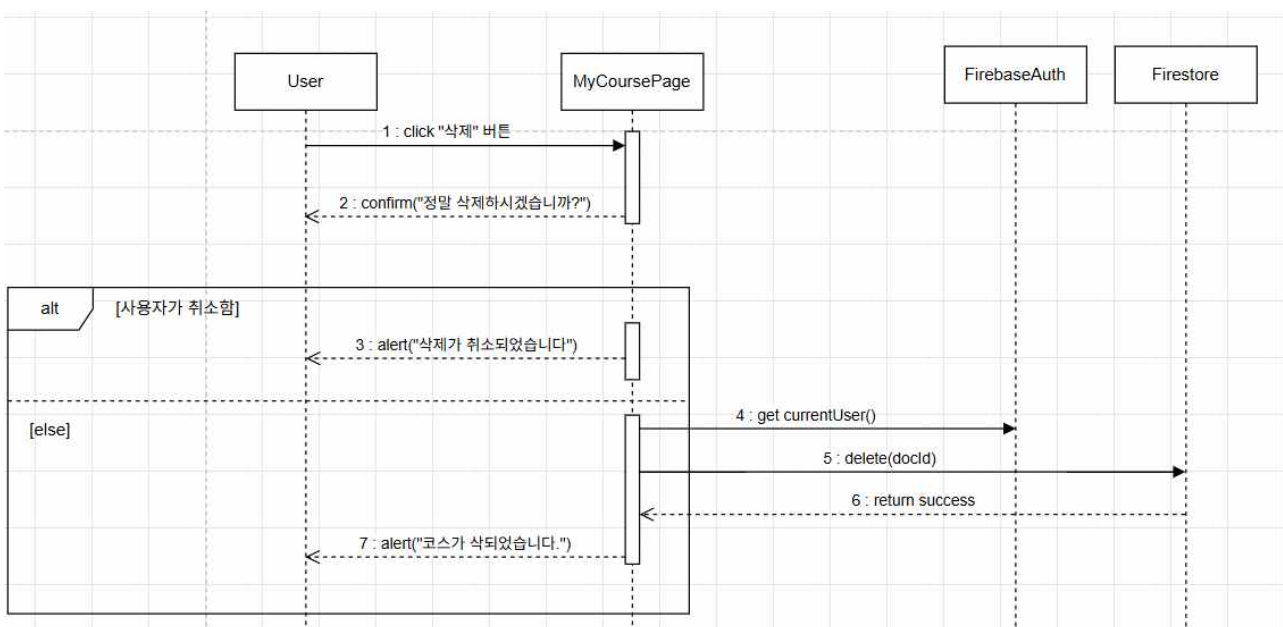 User
MyCoursePage
FirebaseAuth
Firestore
1 : click "삭제" 버튼
2 : confirm("정말 삭제하시겠습니까?")
alt
[사용자가 취소함]
3 : alert("삭제가 취소되었습니다")
[else]
4 : get currentUser()
5 : delete(docId)
6 : return success
7 : alert("코스가 삭되었습니다.")